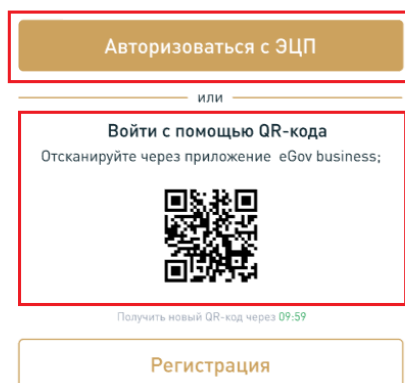 Авторизоваться с ЭЦП
или
Войти с помощью QR-кода
Отсканируйте через приложение eGov business;
Получить новый QR-код через 09:59
Регистрация